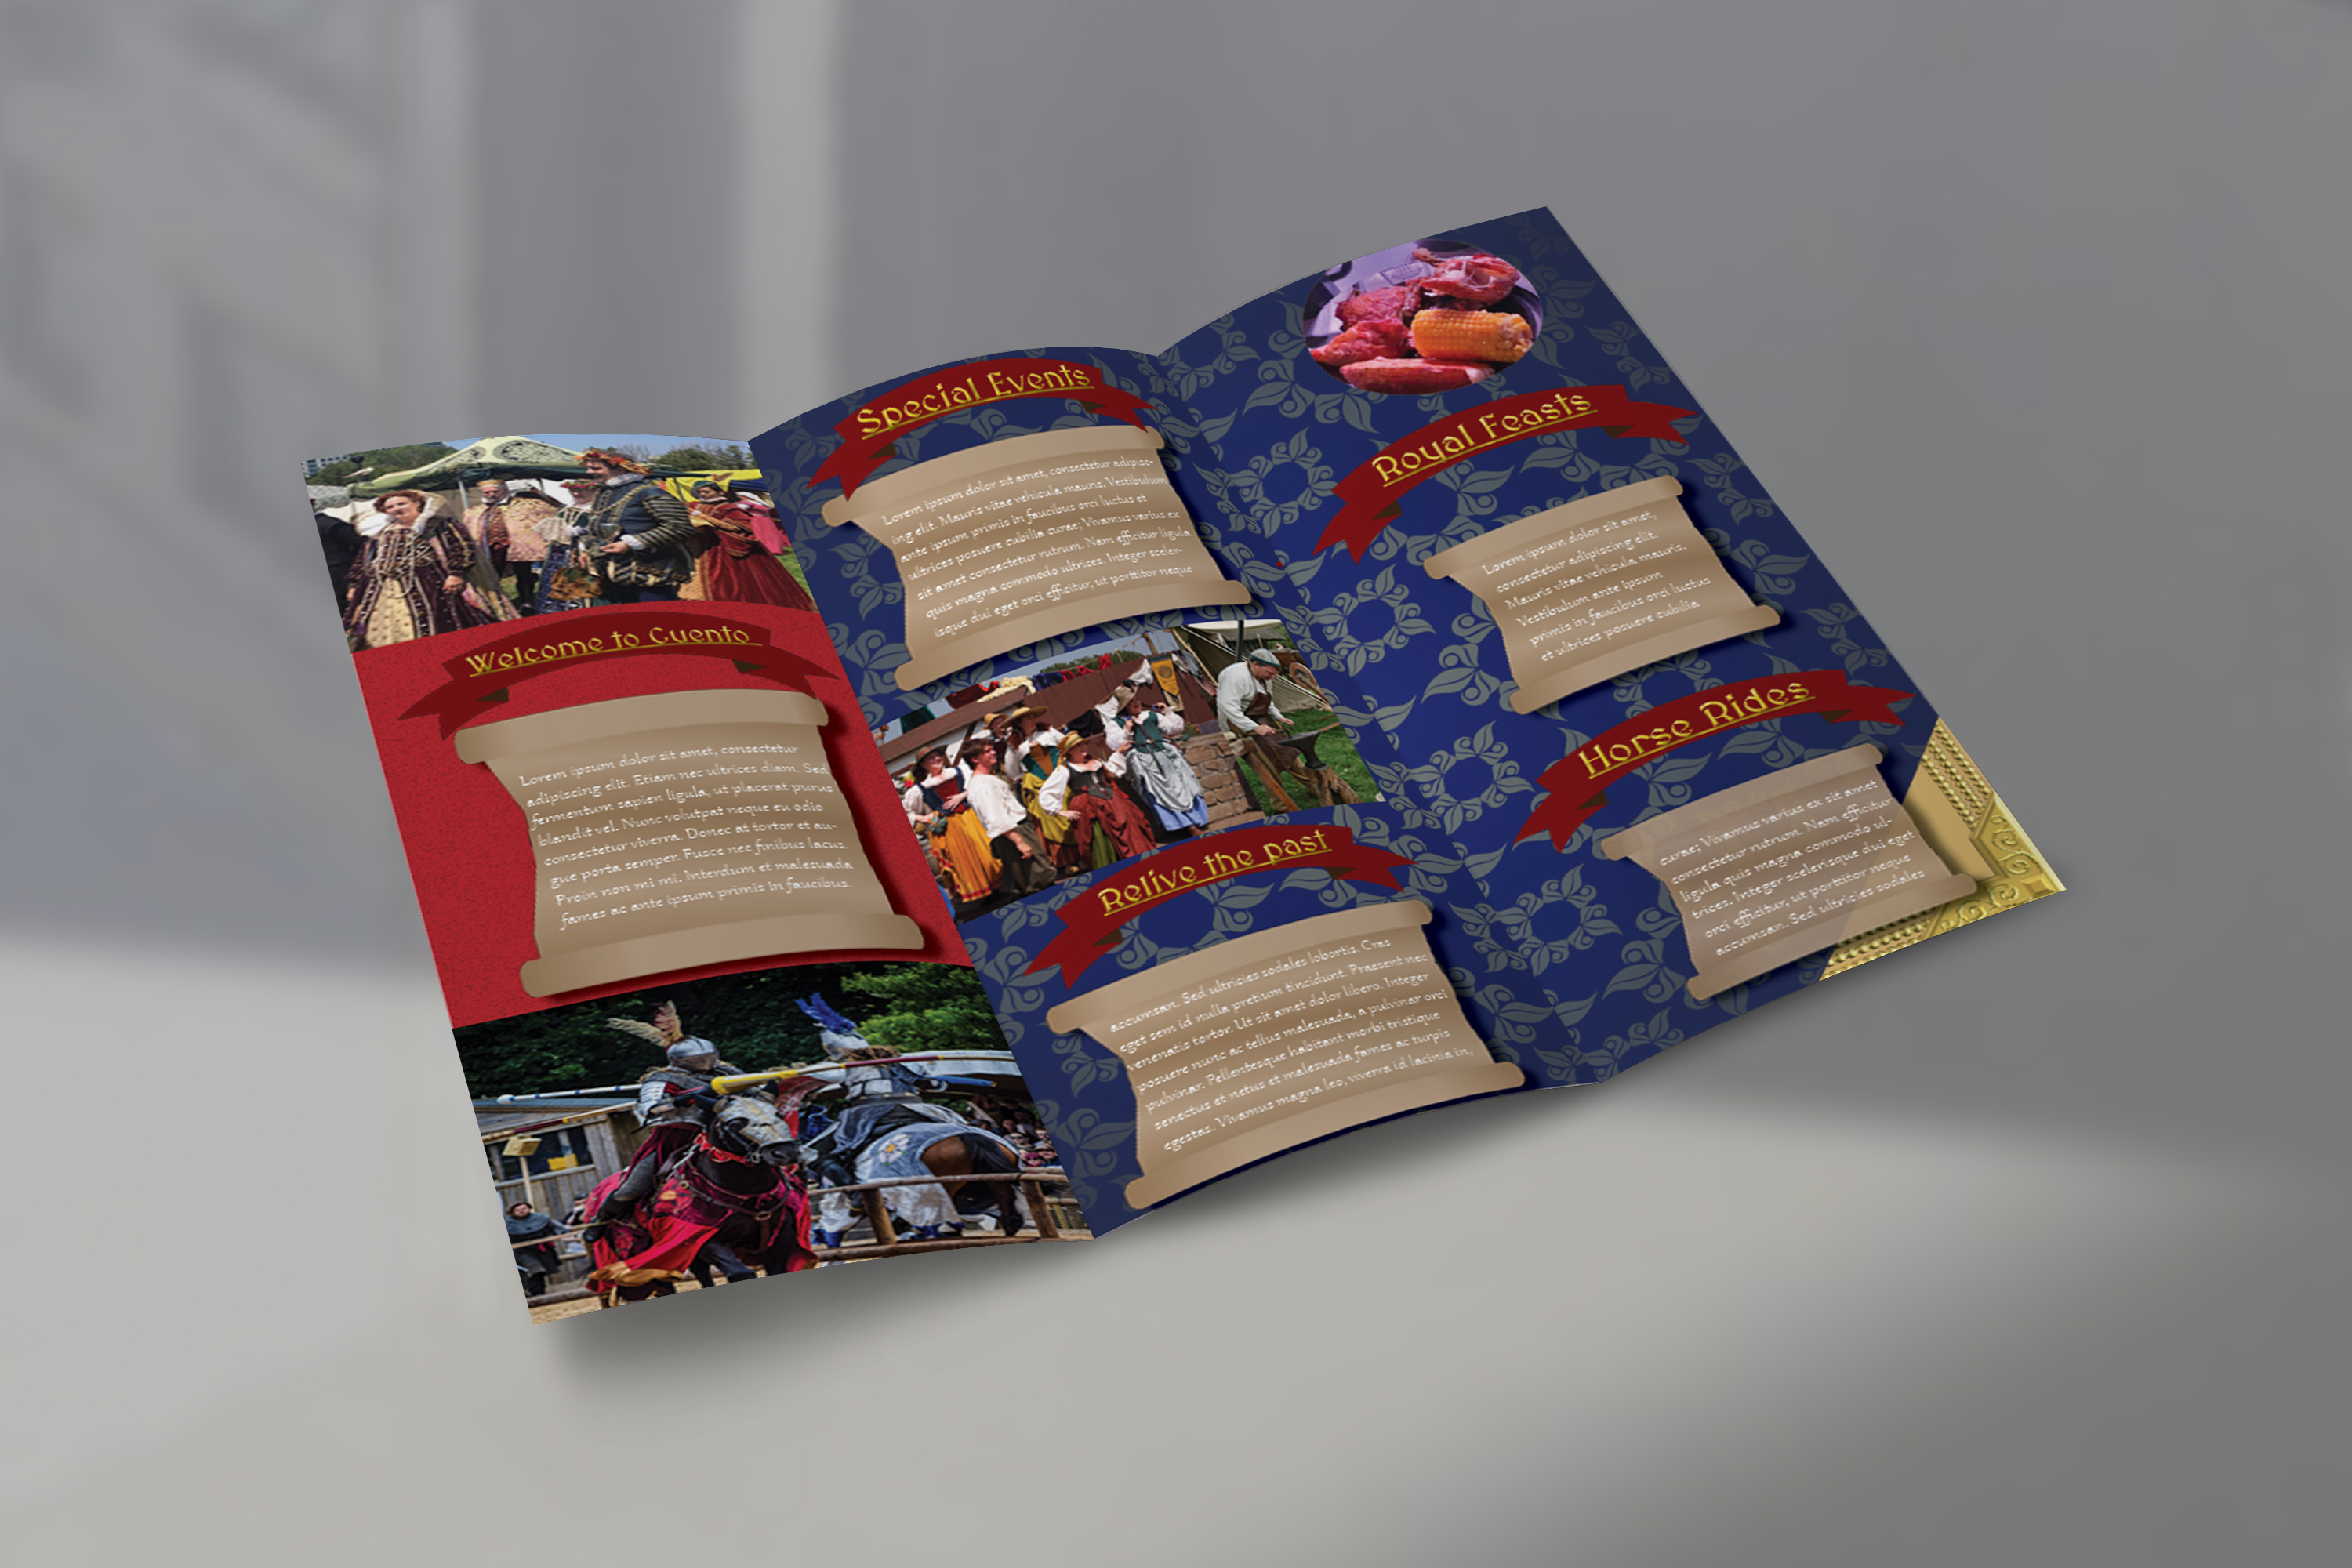 Welcome to Cuento
Lorem ipsum dolor sit amet, consectetur
adipiscing elit. Etiam nec ultrices diam. Sed
fermentum sapien ligula, ut placerat purus
blandit vel. Nunc volutpat neque eu odio
consectetur viverra. Donec at tortor et au-
gue porta semper. Fusce nec finibus lacus.
Proin non mi mi. Interdum et malesuada
fames ac ante ipsum primis in faucibus.
Special Events
Lorem ipsum dolor sit amet, consectetur adipisc-
ing elit. Mauris vitae vehicula mauris. Vestibulum
ante ipsum primis in faucibus orci luctus et
ultrices posuere cubilia curae; Vivamus varius ex
sit amet consectetur rutrum. Nam efficitur ligula
quis magna commodo ultrices. Integer sceler-
isque dui eget orci efficitur, ut porttitor neque
Relive the past
accumsan. Sed ultricies sodales lobortis. Cras
eget sem id nulla pretium tincidunt. Praesent nec
venenatis tortor. Ut sit amet dolor libero. Integer
posuere nunc ac tellus malesuada, a pulvinar orci
pulvinar. Pellentesque habitant morbi tristique
senectus et netus et malesuada fames ac turpis
egestas. Vivamus magna leo, viverra id lacinia in,
Royal Feasts
Lorem ipsum dolor sit amet,
consectetur adipiscing elit.
Mauris vitae vehicula mauris.
Vestibulum ante ipsum
primis in faucibus orci luctus
et ultrices posuere cubilia
Horse Rides
curae; Vivamus varius ex sit amet
consectetur rutrum. Nam efficitur
ligula quis magna commodo ul-
trices. Integer scelerisque dui eget
orci efficitur, ut porttitor neque
accumsan. Sed ultricies sodales